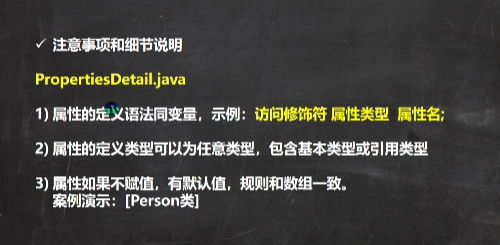 ✓ 注意事项和细节说明
PropertiesDetail.java
1) 属性的定义语法同变量，示例：访问修饰符 属性类型 属性名;
2) 属性的定义类型可以为任意类型，包含基本类型或引用类型
3) 属性如果不赋值，有默认值，规则和数组一致。
案例演示：[Person类]